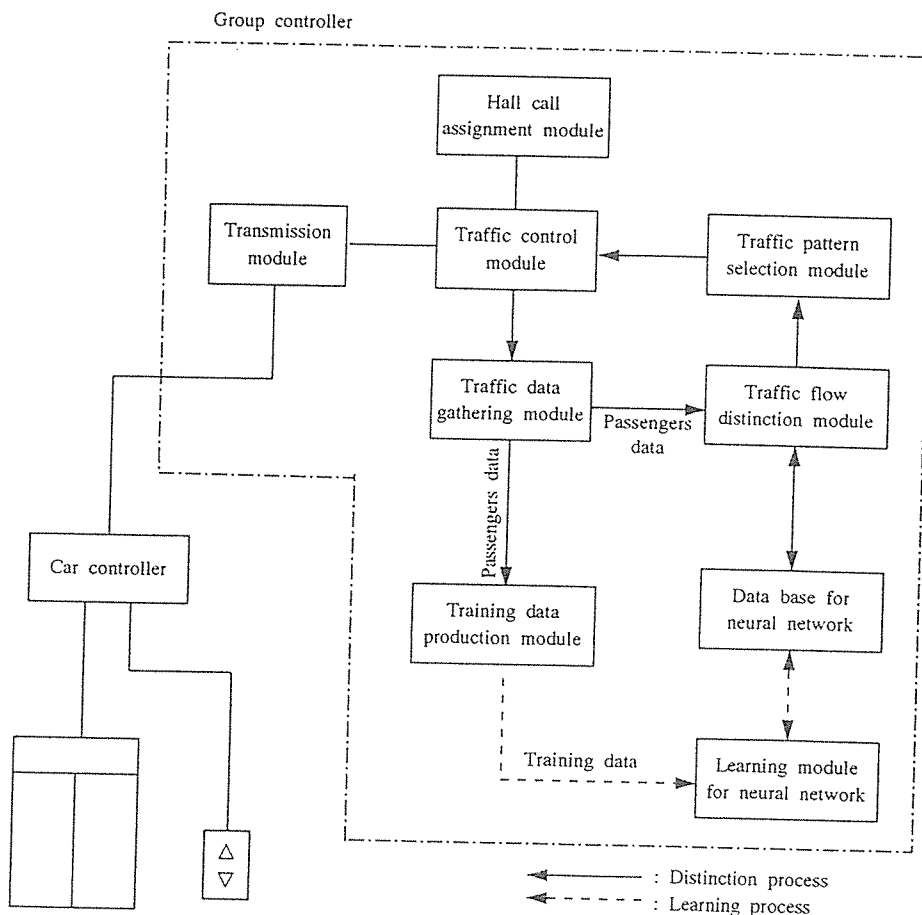 Group controller
Hall call
assignment module
Transmission
module
Traffic control
module
Traffic pattern
selection module
Traffic data
gathering module
Passengers
data
Traffic flow
distinction module
Passengers data
Car controller
Training data
production module
Data base for
neural network
Training data
Learning module
for neural network
: Distinction process
: Learning process